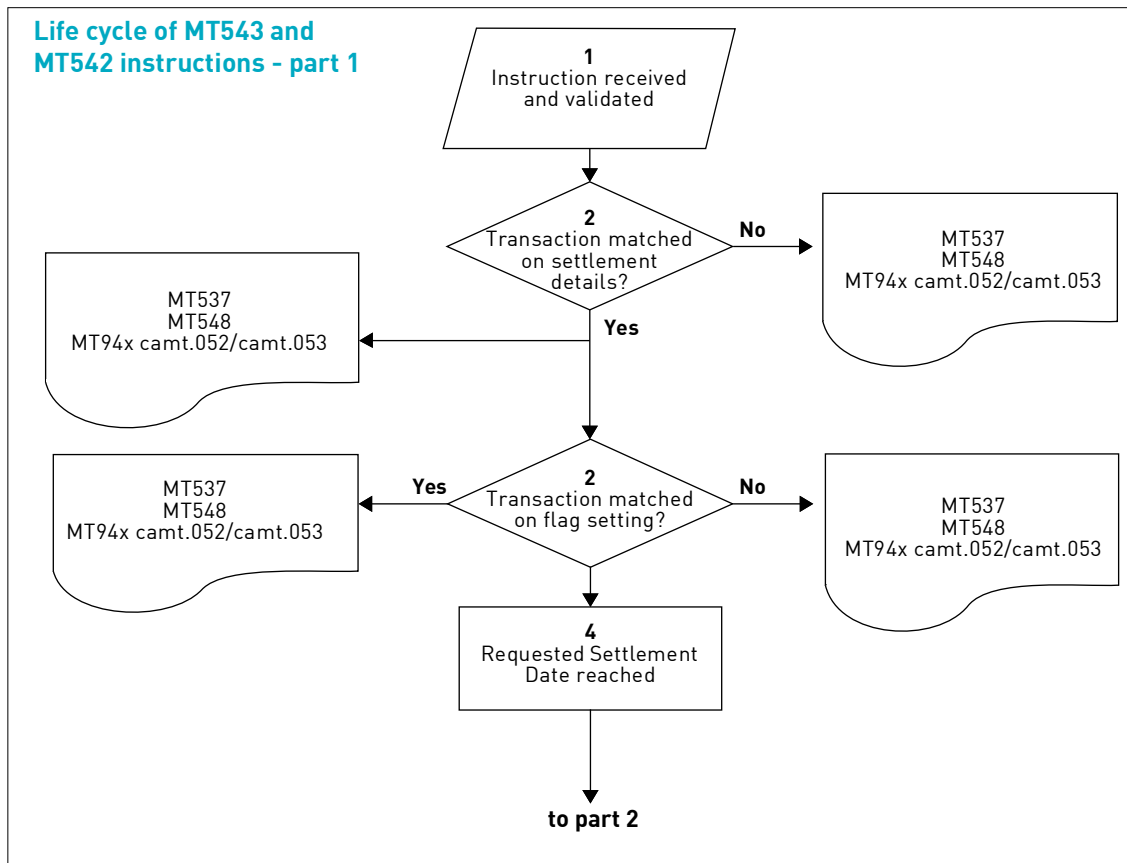 Life cycle of MT543 and
MT542 instructions - part 1
1
Instruction received
and validated
2
Transaction matched
on settlement
details?
No
MT537
MT548
MT94x camt.052/camt.053
Yes
MT537
MT548
MT94x camt.052/camt.053
2
Transaction matched
on flag setting?
Yes
No
MT537
MT548
MT94x camt.052/camt.053
MT537
MT548
MT94x camt.052/camt.053
4
Requested Settlement
Date reached
to part 2